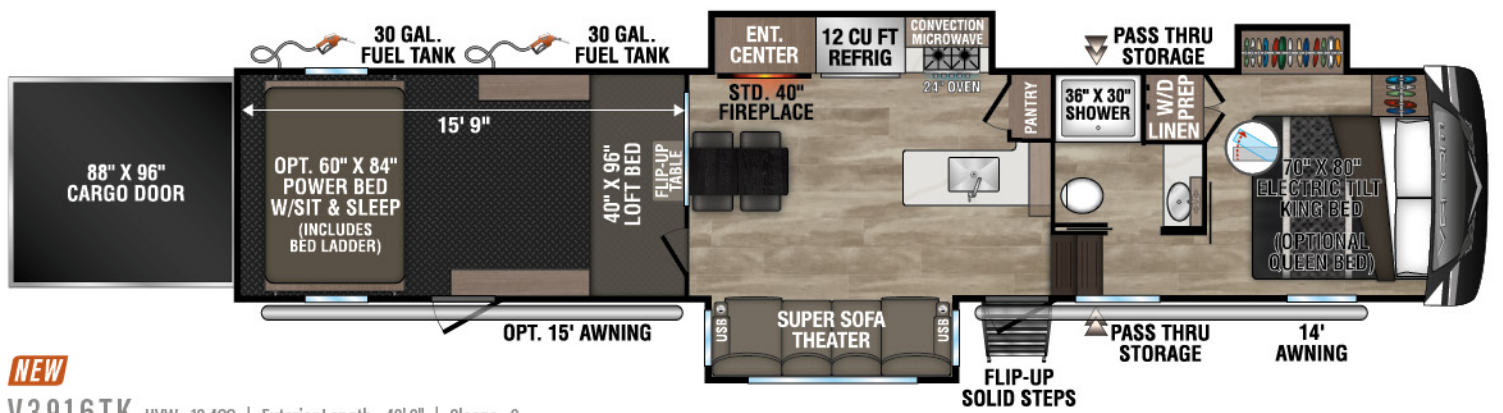 30 GAL.
FUEL TANK
30 GAL.
FUEL TANK
ENT.
CENTER
12 CU FT
REFRIG
CONVECTION
MICROWAVE
24" OVEN
PASS THRU
STORAGE
STD. 40"
FIREPLACE
PANTRY
36" X 30"
SHOWER
W/D
PREP
LINEN
15' 9"
88" X 96"
CARGO DOOR
OPT. 60" X 84"
POWER BED
W/SIT & SLEEP
(INCLUDES
BED LADDER)
40" X 96"
LOFT BED
FLIP-UP
TABLE
70" X 80"
ELECTRIC TILT
KING BED
(OPTIONAL
QUEEN BED)
OPT. 15' AWNING
USB
SUPER SOFA
THEATER
USB
FLIP-UP
SOLID STEPS
PASS THRU
STORAGE
14'
AWNING
NEW